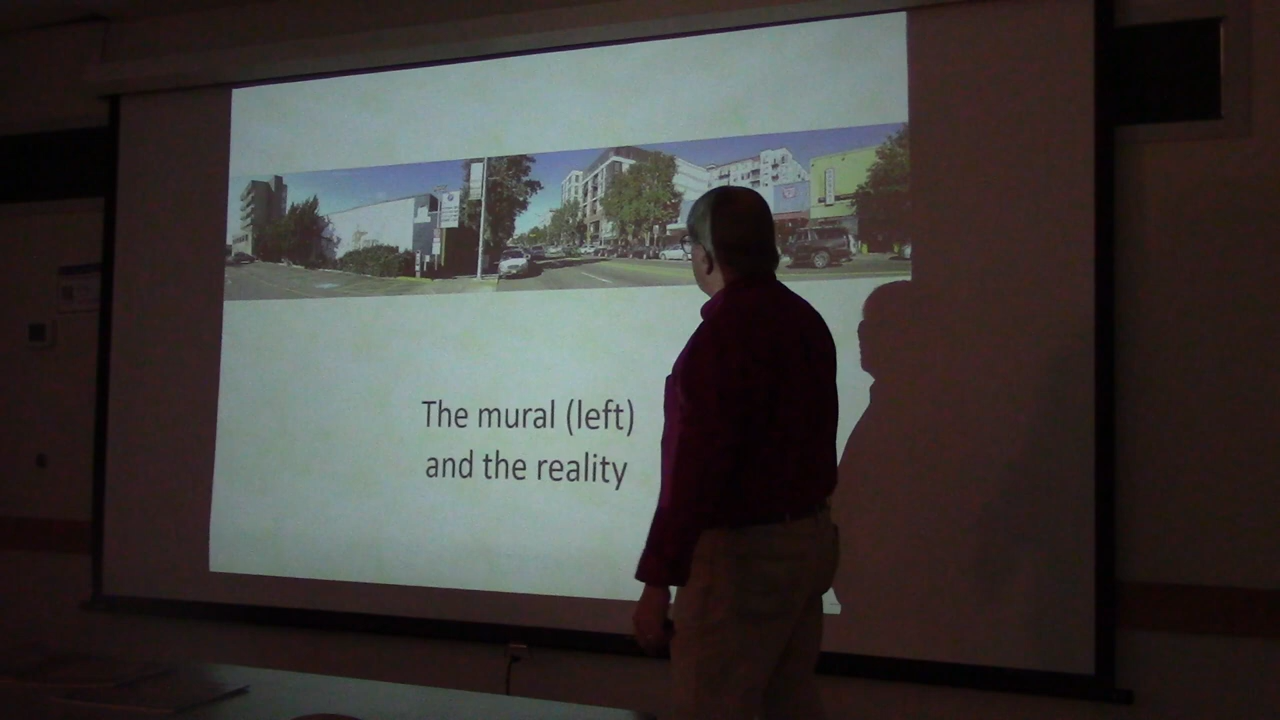 The mural (left)
and the reality